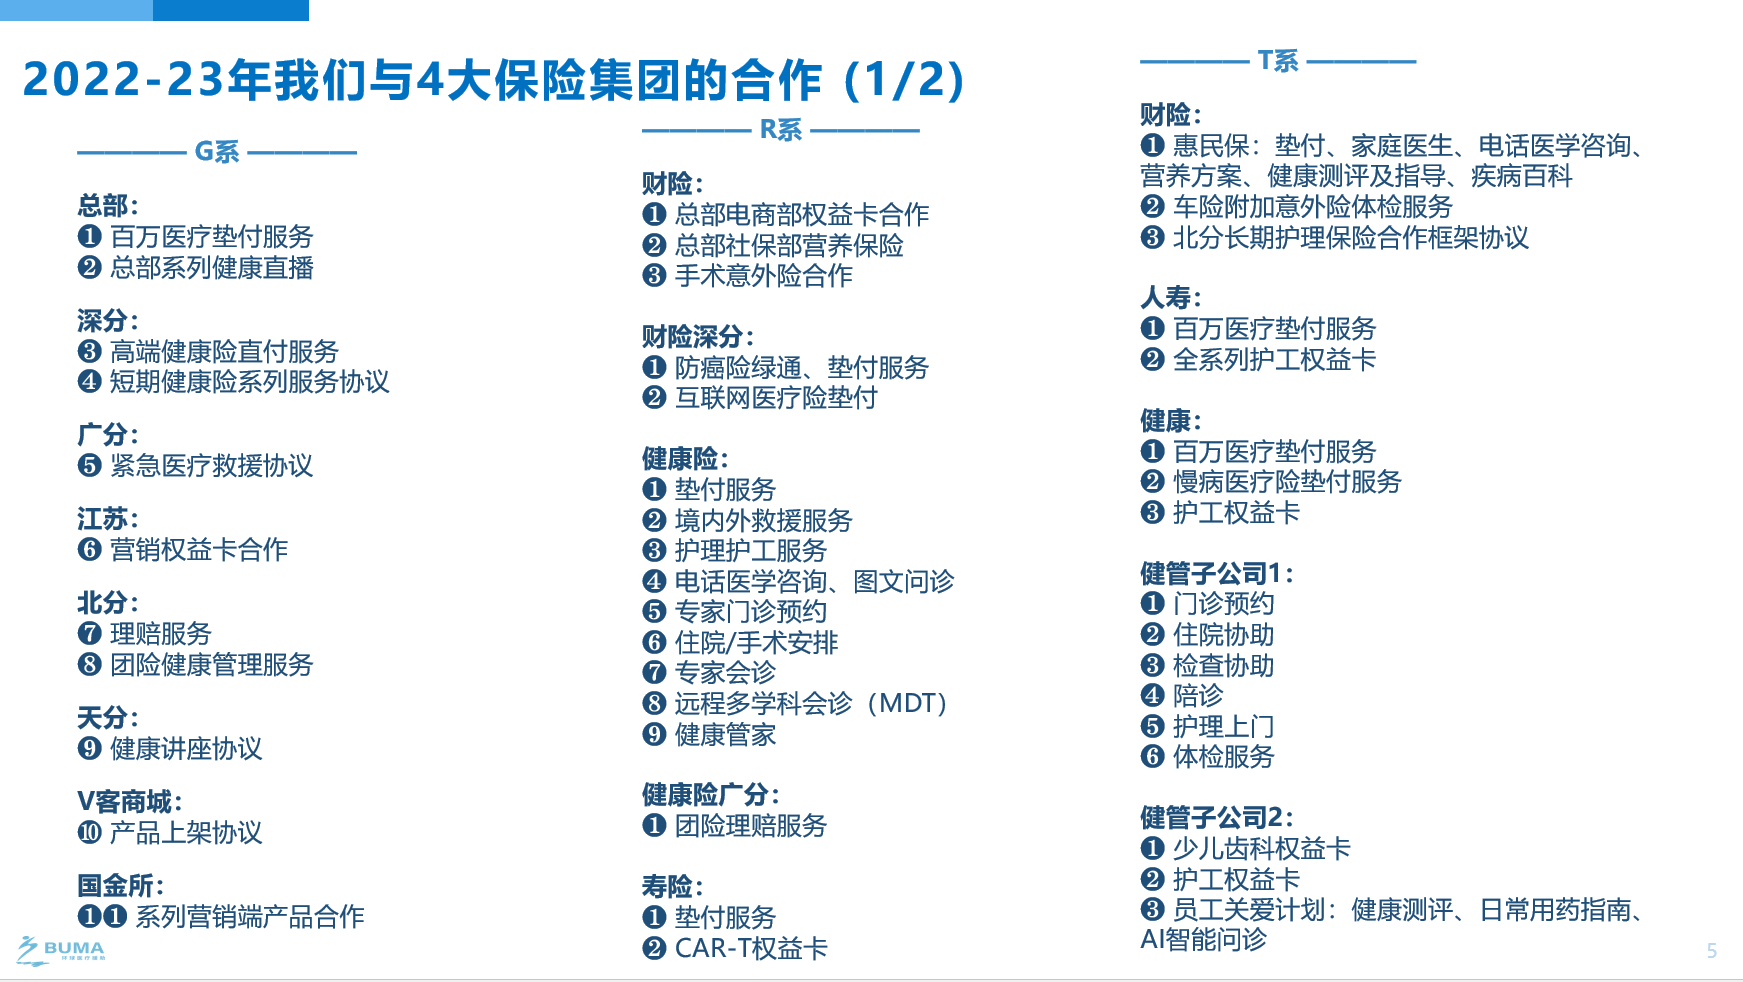 2022-23年我们与4大保险集团的合作 (1/2)
———— G系 ————
总部：
❶ 百万医疗垫付服务
❷ 总部系列健康直播
深分：
❸ 高端健康险直付服务
❹ 短期健康险系列服务协议
广分：
❺ 紧急医疗救援协议
江苏：
❻ 营销权益卡合作
北分：
❼ 理赔服务
❽ 团险健康管理服务
天分：
❾ 健康讲座协议
V客商城：
❿ 产品上架协议
国金所：
❶❶ 系列营销端产品合作
———— R系 ————
财险：
❶ 总部电商部权益卡合作
❷ 总部社保部营养保险
❸ 手术意外险合作
财险深分：
❶ 防癌险绿通、垫付服务
❷ 互联网医疗险垫付
健康险：
❶ 垫付服务
❷ 境内外救援服务
❸ 护理护工服务
❹ 电话医学咨询、图文问诊
❺ 专家门诊预约
❻ 住院/手术安排
❼ 专家会诊
❽ 远程多学科会诊（MDT）
❾ 健康管家
健康险广分：
❶ 团险理赔服务
寿险：
❶ 垫付服务
❷ CAR-T权益卡
———— T系 ————
财险：
❶ 惠民保：垫付、家庭医生、电话医学咨询、
营养方案、健康测评及指导、疾病百科
❷ 车险附加意外险体检服务
❸ 北分长期护理保险合作框架协议
人寿：
❶ 百万医疗垫付服务
❷ 全系列护工权益卡
健康：
❶ 百万医疗垫付服务
❷ 慢病医疗险垫付服务
❸ 护工权益卡
健管子公司1：
❶ 门诊预约
❷ 住院协助
❸ 检查协助
❹ 陪诊
❺ 护理上门
❻ 体检服务
健管子公司2：
❶ 少儿齿科权益卡
❷ 护工权益卡
❸ 员工关爱计划：健康测评、日常用药指南、
AI智能问诊
BUMA
5